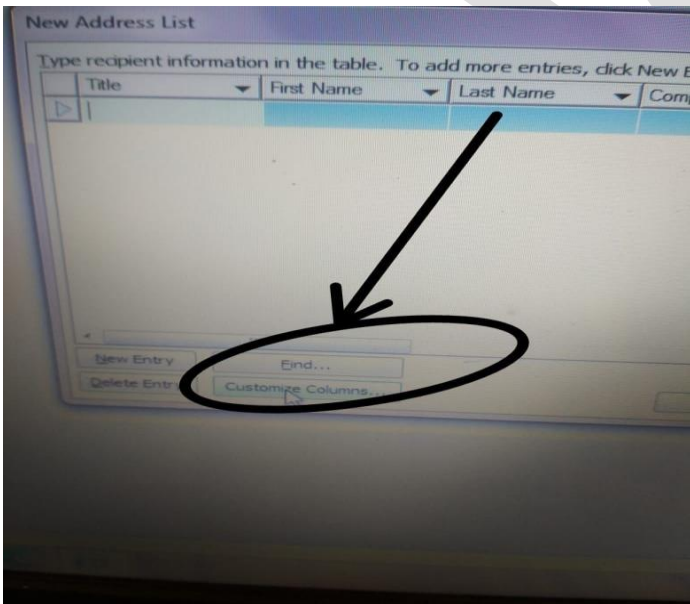 New Address List
Type recipient information in the table. To add more entries, click New E
Title First Name Last Name Com
New Entry Find...
Delete Entry Customize Columns...